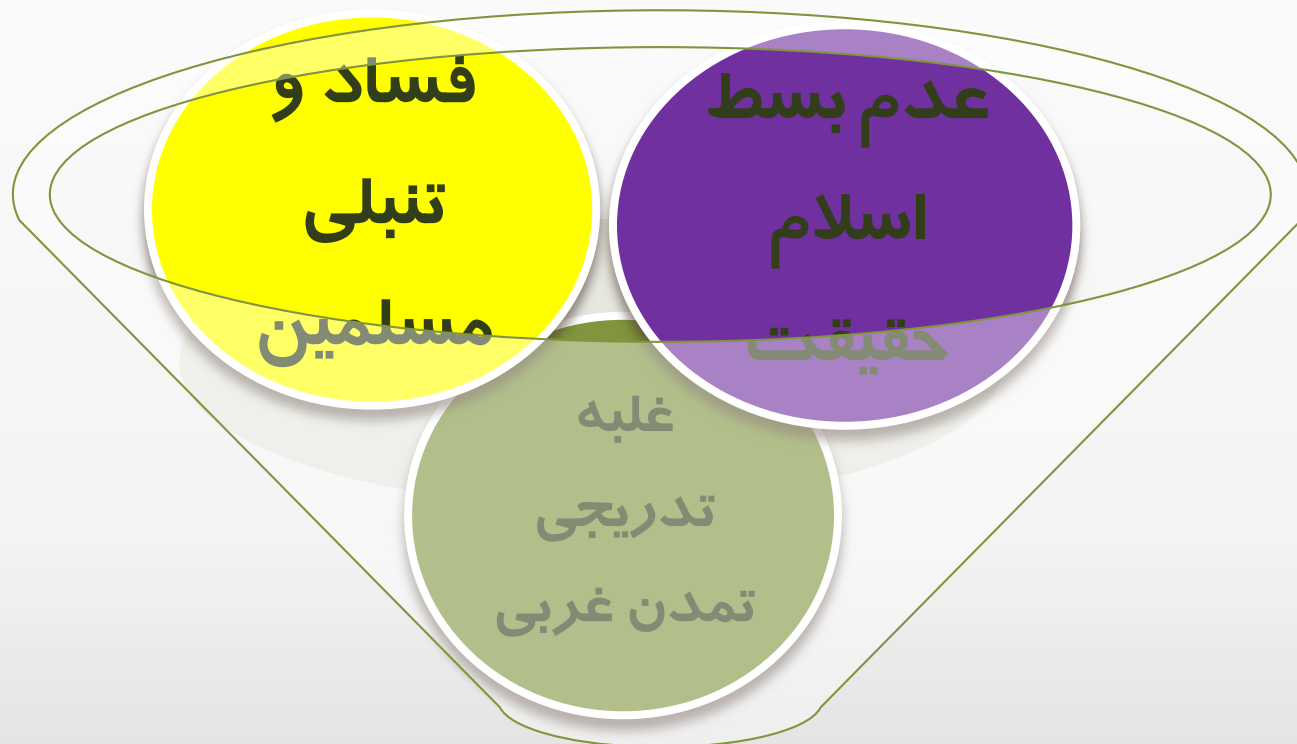 عدم بسط
اسلام
حقیقت
فساد و
تنبلی
مسلمین
غلبه
تدریجی
تمدن غربی